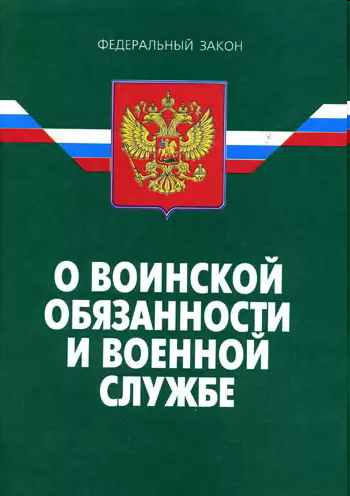 ФЕДЕРАЛЬНЫЙ ЗАКОН
О ВОИНСКОЙ
ОБЯЗАННОСТИ
И ВОЕННОЙ
СЛУЖБЕ